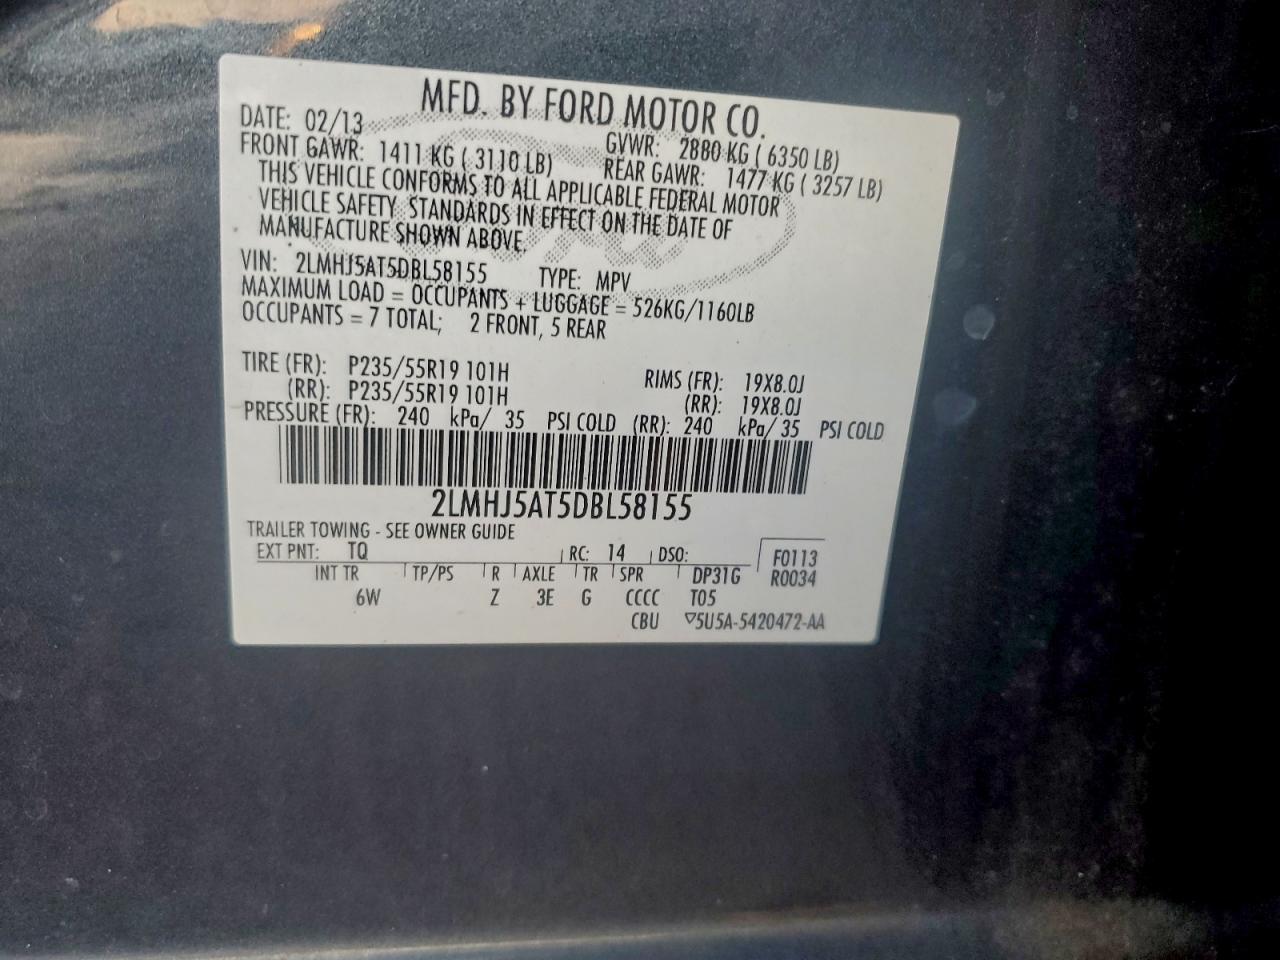 MFD. BY FORD MOTOR CO.
DATE: 02/13 GVWR: 2880 KG ( 6350 LB)
FRONT GAWR: 1411 KG ( 3110 LB) REAR GAWR: 1477 KG ( 3257 LB)
THIS VEHICLE CONFORMS TO ALL APPLICABLE FEDERAL MOTOR
VEHICLE SAFETY STANDARDS IN EFFECT ON THE DATE OF
MANUFACTURE SHOWN ABOVE.
VIN: 2LMHJ5AT5DBL58155 TYPE: MPV
MAXIMUM LOAD = OCCUPANTS + LUGGAGE = 526KG/1160LB
OCCUPANTS = 7 TOTAL; 2 FRONT, 5 REAR
TIRE (FR): P235/55R19 101H RIMS (FR): 19X8.0J
(RR): P235/55R19 101H (RR): 19X8.0J
PRESSURE (FR): 240 kPa/ 35 PSI COLD (RR): 240 kPa/ 35 PSI COLD
2LMHJ5AT5DBL58155
TRAILER TOWING - SEE OWNER GUIDE
EXT PNT: TQ RC: 14 DSO: F0113
INT TR TP/PS R AXLE TR SPR DP31G R0034
6W Z 3E G CCCC T05
CBU ▽5U5A-5420472-AA